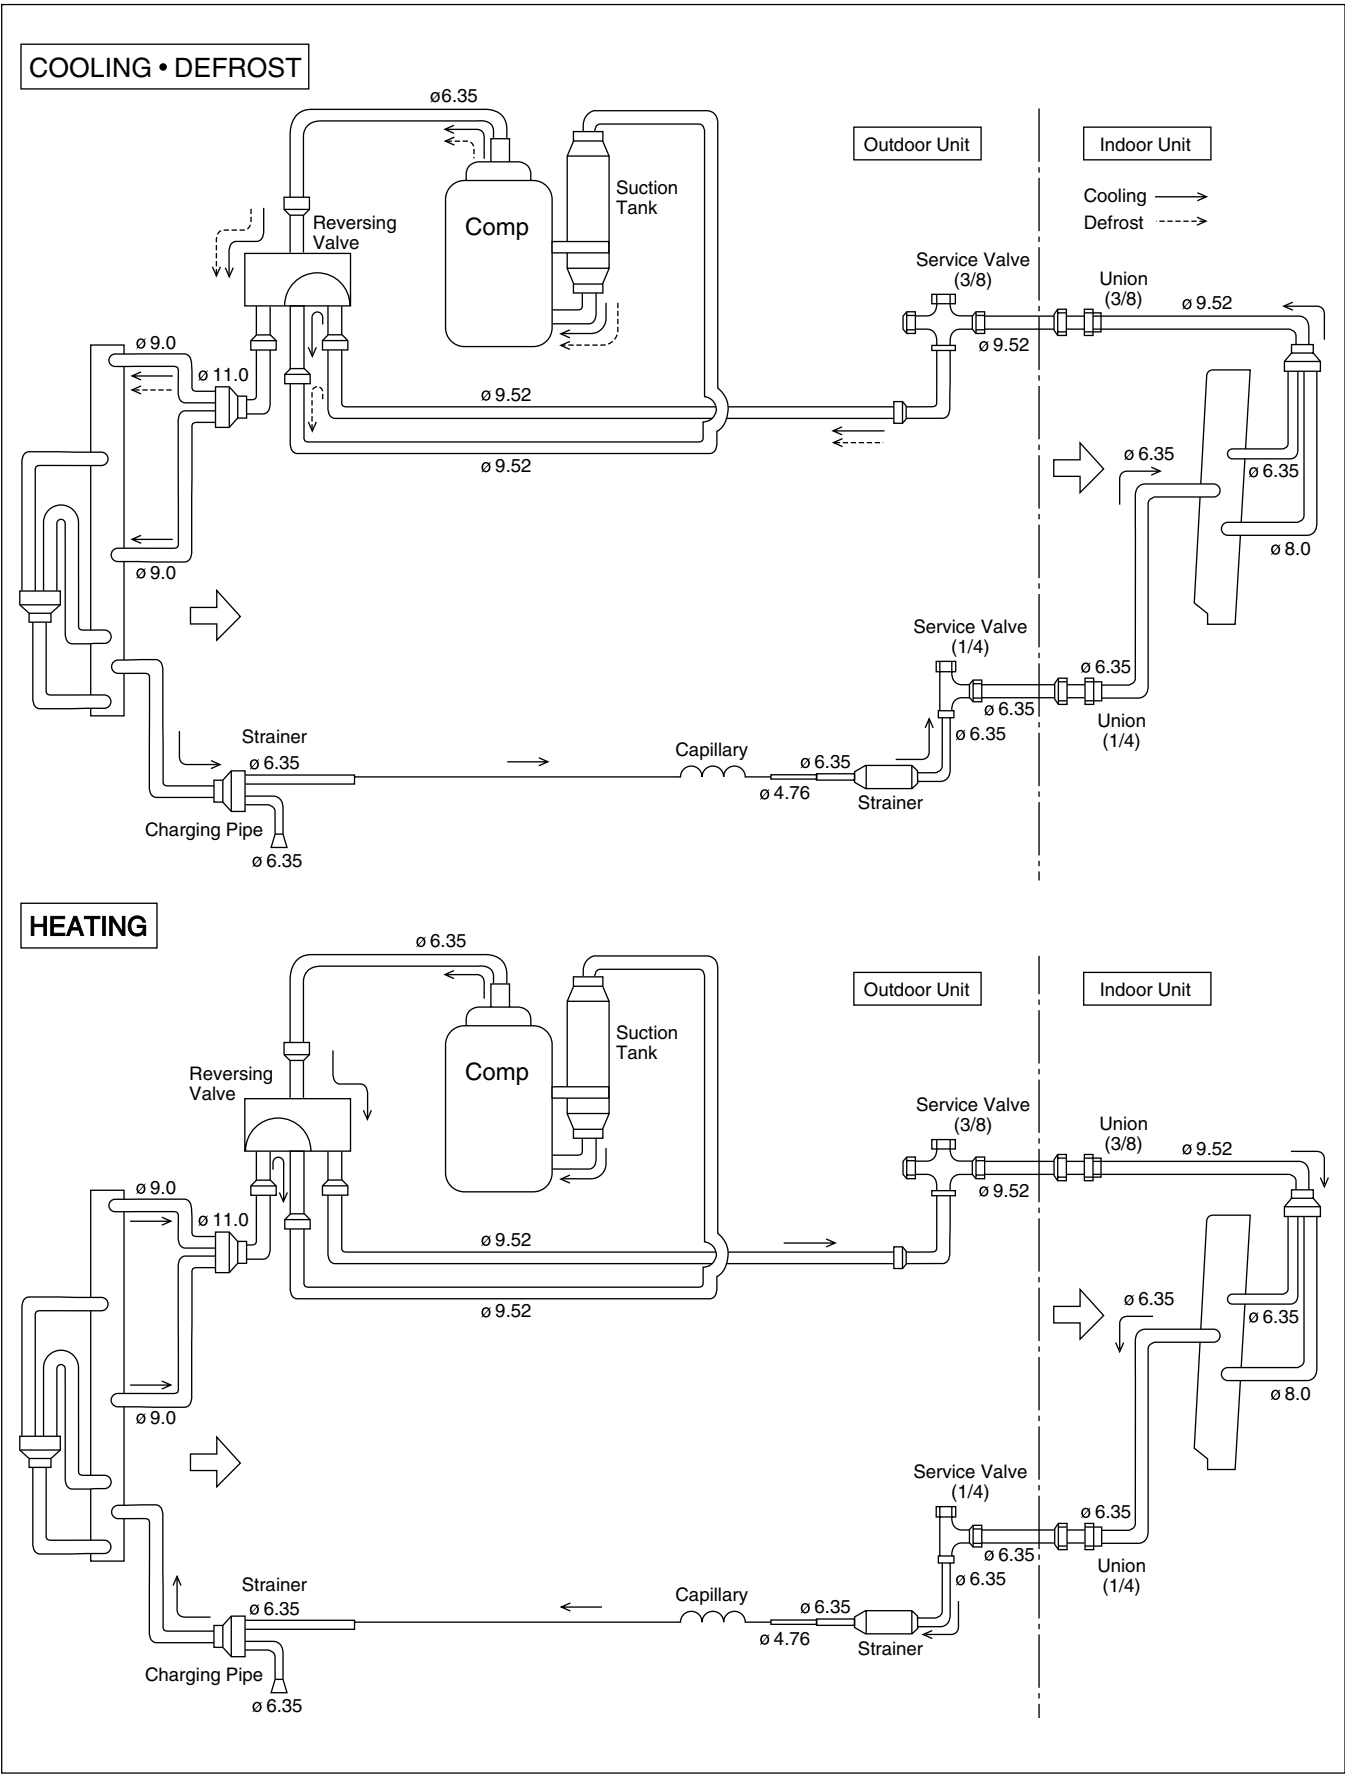 COOLING • DEFROST
ø6.35
Outdoor Unit
Indoor Unit
Suction
Tank
Cooling
Defrost
Comp
Reversing
Valve
Service Valve
(3/8)
Union
(3/8)
ø 9.52
ø 9.52
ø 9.0
ø 11.0
ø 9.52
ø 9.52
ø 6.35
ø 6.35
ø 8.0
ø 9.0
Service Valve
(1/4)
ø 6.35
ø 6.35
ø 6.35
Union
(1/4)
Strainer
ø 6.35
Capillary
ø 6.35
ø 4.76
Strainer
Charging Pipe
ø 6.35
HEATING
ø 6.35
Outdoor Unit
Indoor Unit
Suction
Tank
Comp
Reversing
Valve
Service Valve
(3/8)
Union
(3/8)
ø 9.52
ø 9.52
ø 9.0
ø 11.0
ø 9.52
ø 9.52
ø 6.35
ø 6.35
ø 8.0
ø 9.0
Service Valve
(1/4)
ø 6.35
ø 6.35
ø 6.35
Union
(1/4)
Strainer
ø 6.35
Capillary
ø 6.35
ø 4.76
Strainer
Charging Pipe
ø 6.35